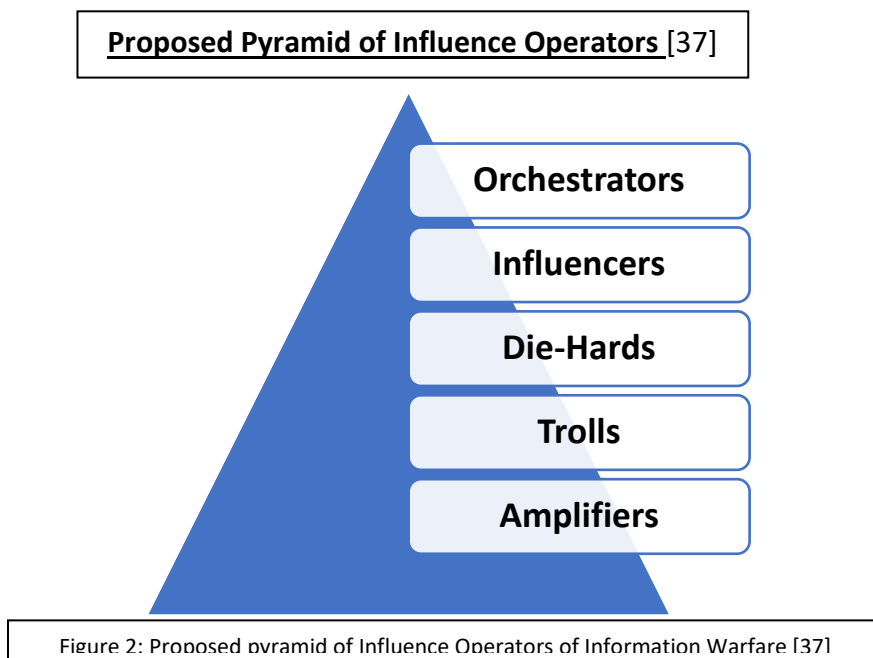 Proposed Pyramid of Influence Operators [37]
Orchestrators
Influencers
Die-Hards
Trolls
Amplifiers
Figure 2: Proposed pyramid of Influence Operators of Information Warfare [37]